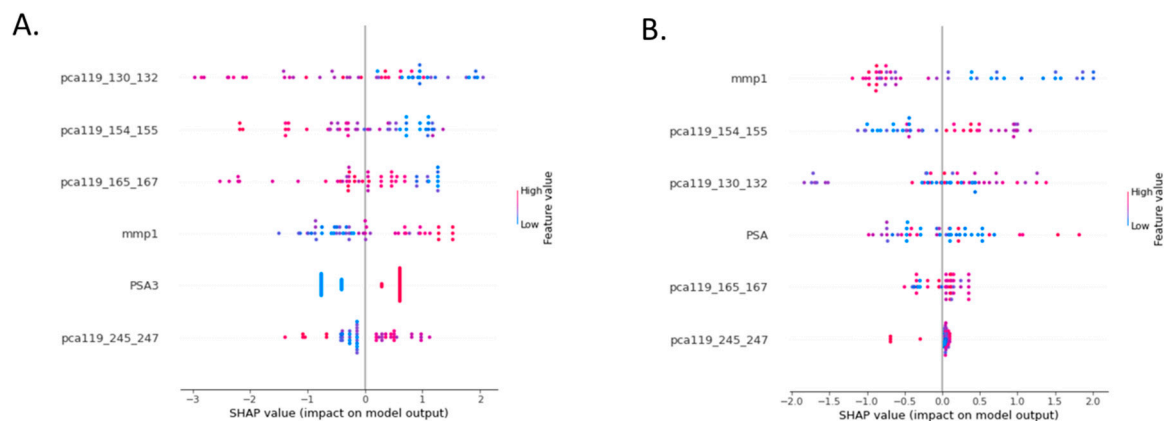 A.
pca119_130_132
pca119_154_155
pca119_165_167
mmp1
PSA3
pca119_245_247
High
Low
Feature value
−3 −2 −1 0 1 2
SHAP value (impact on model output)
B.
mmp1
pca119_154_155
pca119_130_132
PSA
pca119_165_167
pca119_245_247
High
Low
Feature value
−2.0 −1.5 −1.0 −0.5 0.0 0.5 1.0 1.5 2.0
SHAP value (impact on model output)